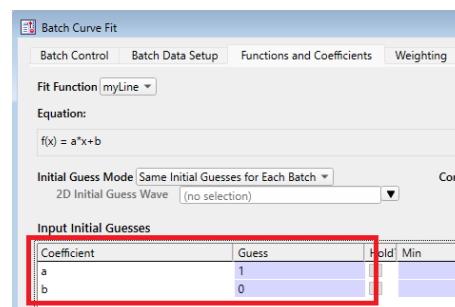 Batch Curve Fit
Batch Control Batch Data Setup Functions and Coefficients Weighting
Fit Function myLine
Equation:
f(x) = a*x+b
Initial Guess Mode Same Initial Guesses for Each Batch Co
2D Initial Guess Wave (no selection)
Input Initial Guesses
Coefficient Guess Hold? Min
a 1
b 0